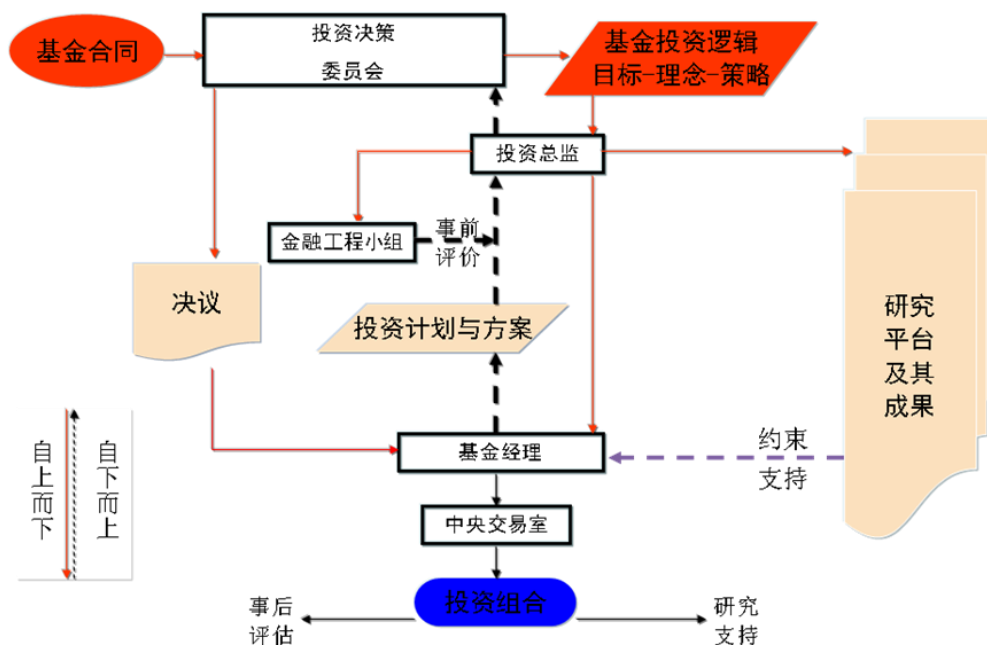 基金合同
投资决策
委员会
基金投资逻辑
目标-理念-策略
投资总监
金融工程小组
事前
评价
决议
投资计划与方案
研究
平台
及其
成果
基金经理
约束
支持
自上而下
自下而上
中央交易室
投资组合
事后
评估
研究
支持